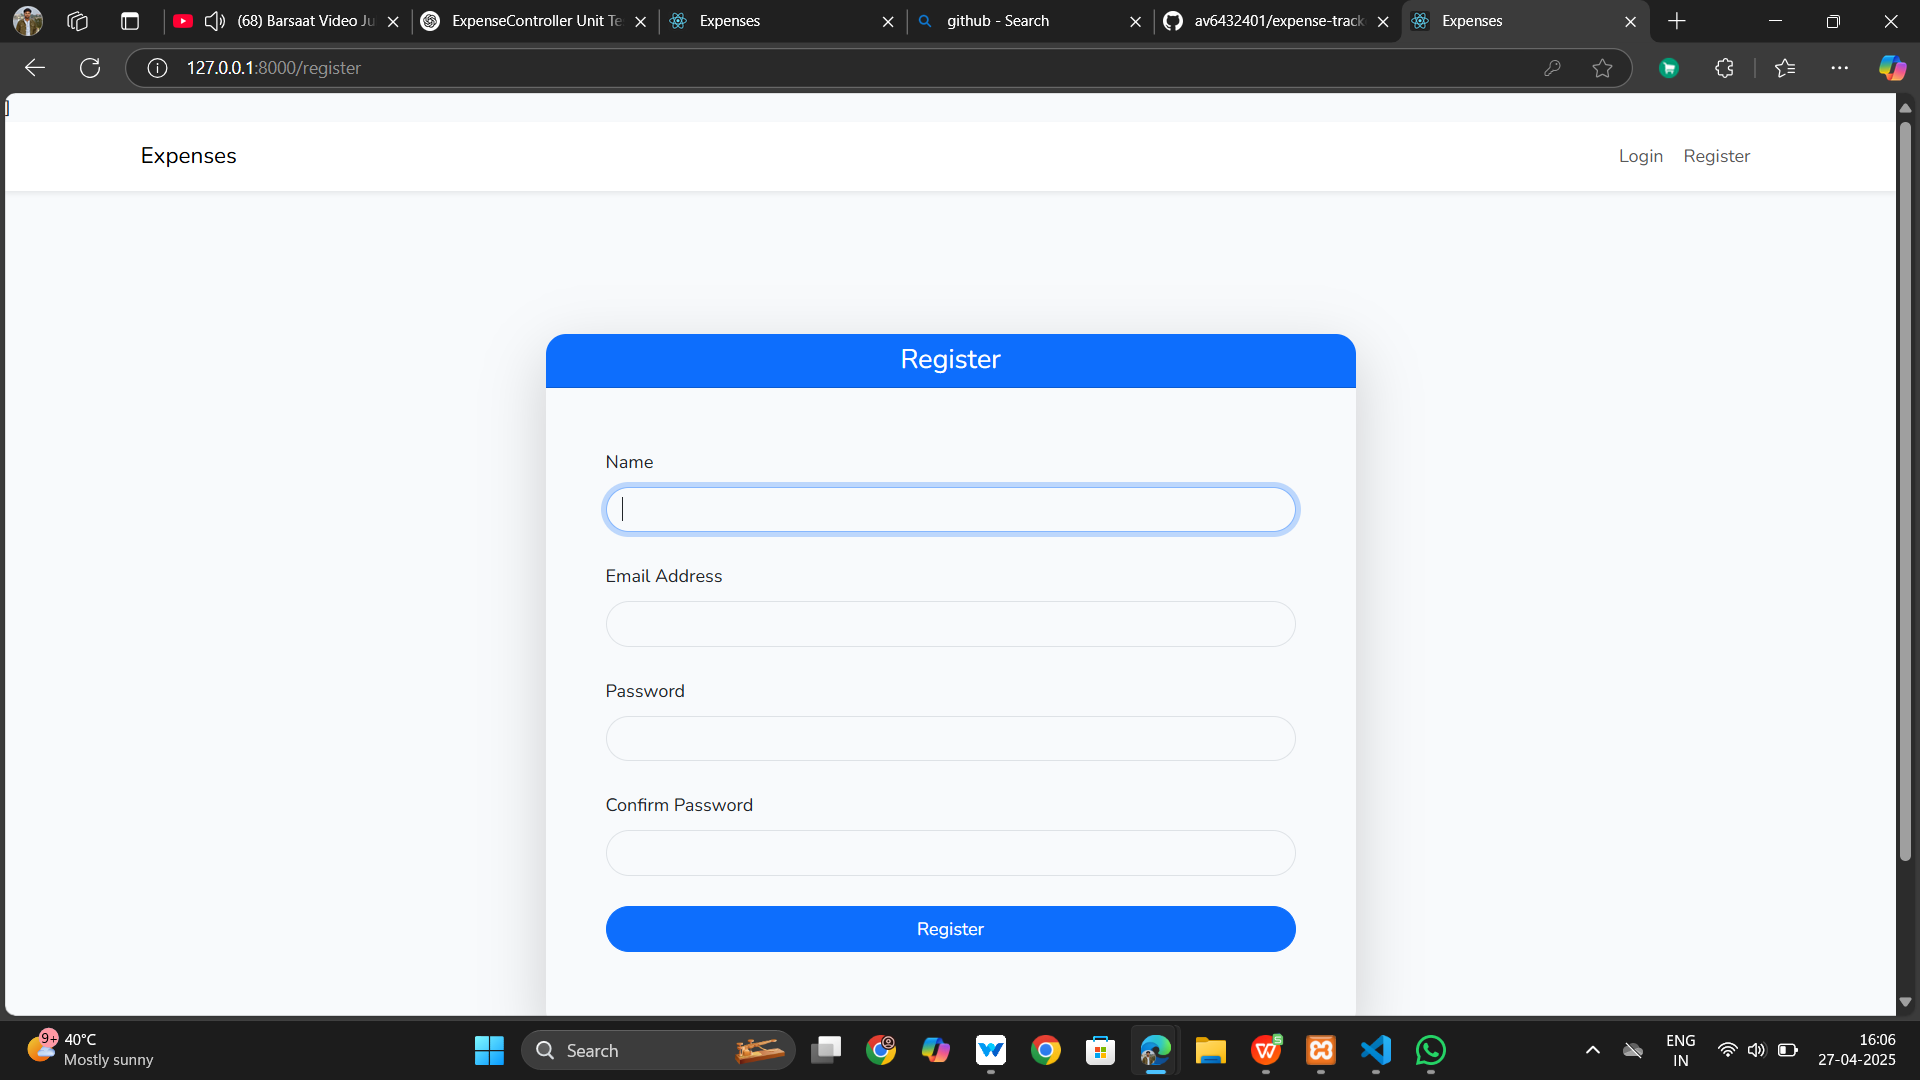 (68) Barsaat Video Ju
ExpenseController Unit Te
Expenses
github - Search
av6432401/expense-track
Expenses
127.0.0.1:8000/register
]
Expenses
Login
Register
Register
Name
Email Address
Password
Confirm Password
Register
9+
40°C
Mostly sunny
Search
ENG
IN
16:06
27-04-2025